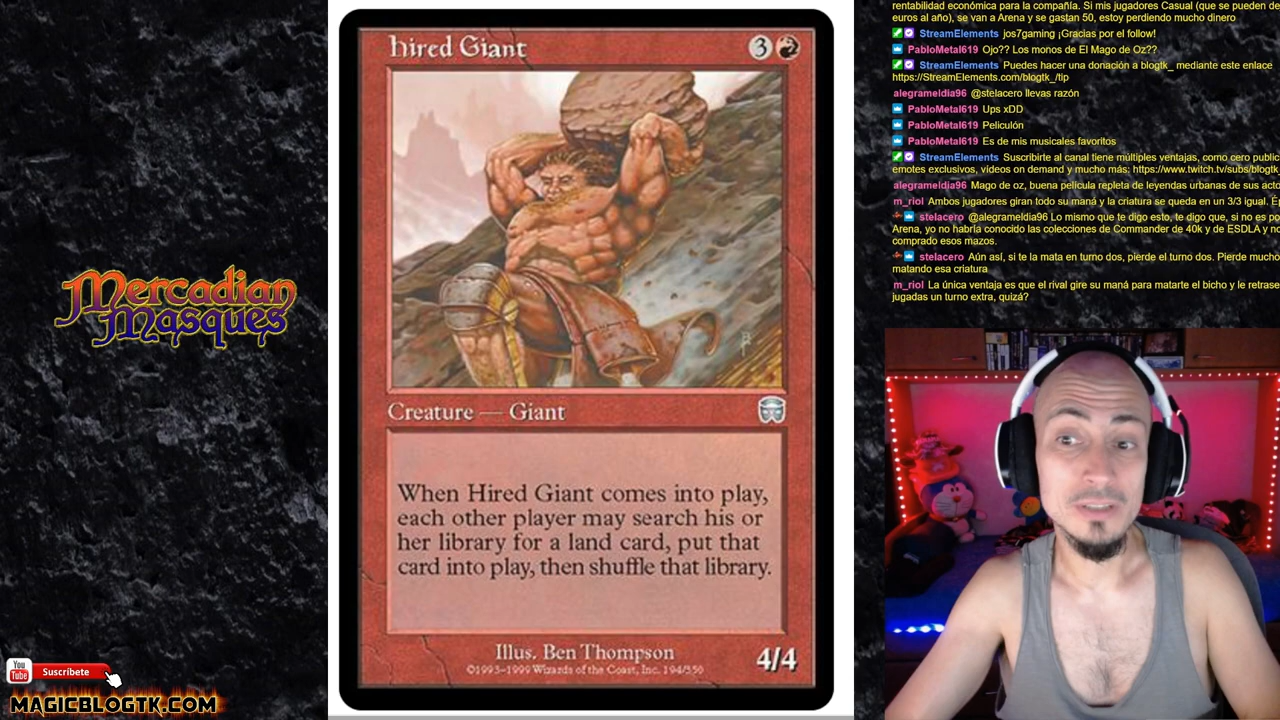 Mercadian
Masques
You
Tube
Suscríbete
MAGICBLOGTK.COM
Hired Giant
3
Creature — Giant
When Hired Giant comes into play,
each other player may search his or
her library for a land card, put that
card into play, then shuffle that library.
Illus. Ben Thompson
©1993–1999 Wizards of the Coast, Inc. 194/350
4/4
rentabilidad económica para la compañía. Si mis jugadores Casual (que se pueden de
euros al año), se van a Arena y se gastan 50, estoy perdiendo mucho dinero
StreamElements jos7gaming ¡Gracias por el follow!
PabloMetal619 Ojo?? Los monos de El Mago de Oz??
StreamElements Puedes hacer una donación a blogtk_ mediante este enlace
https://StreamElements.com/blogtk_/tip
alegrameldia96 @stelacero llevas razón
PabloMetal619 Ups xDD
PabloMetal619 Peliculón
PabloMetal619 Es de mis musicales favoritos
StreamElements Suscribirte al canal tiene múltiples ventajas, como cero public
emotes exclusivos, vídeos on demand y mucho más: https://www.twitch.tv/subs/blogtk_
alegrameldia96 Mago de oz, buena película repleta de leyendas urbanas de sus acto
m_riol Ambos jugadores giran todo su maná y la criatura se queda en un 3/3 igual. Ép
stelacero @alegrameldia96 Lo mismo que te digo esto, te digo que, si no es po
Arena, yo no habría conocido las colecciones de Commander de 40k y de ESDLA y no
comprado esos mazos.
stelacero Aún así, si te la mata en turno dos, pierde el turno dos. Pierde mucho
matando esa criatura
m_riol La única ventaja es que el rival gire su maná para matarte el bicho y le retrase
jugadas un turno extra, quizá?